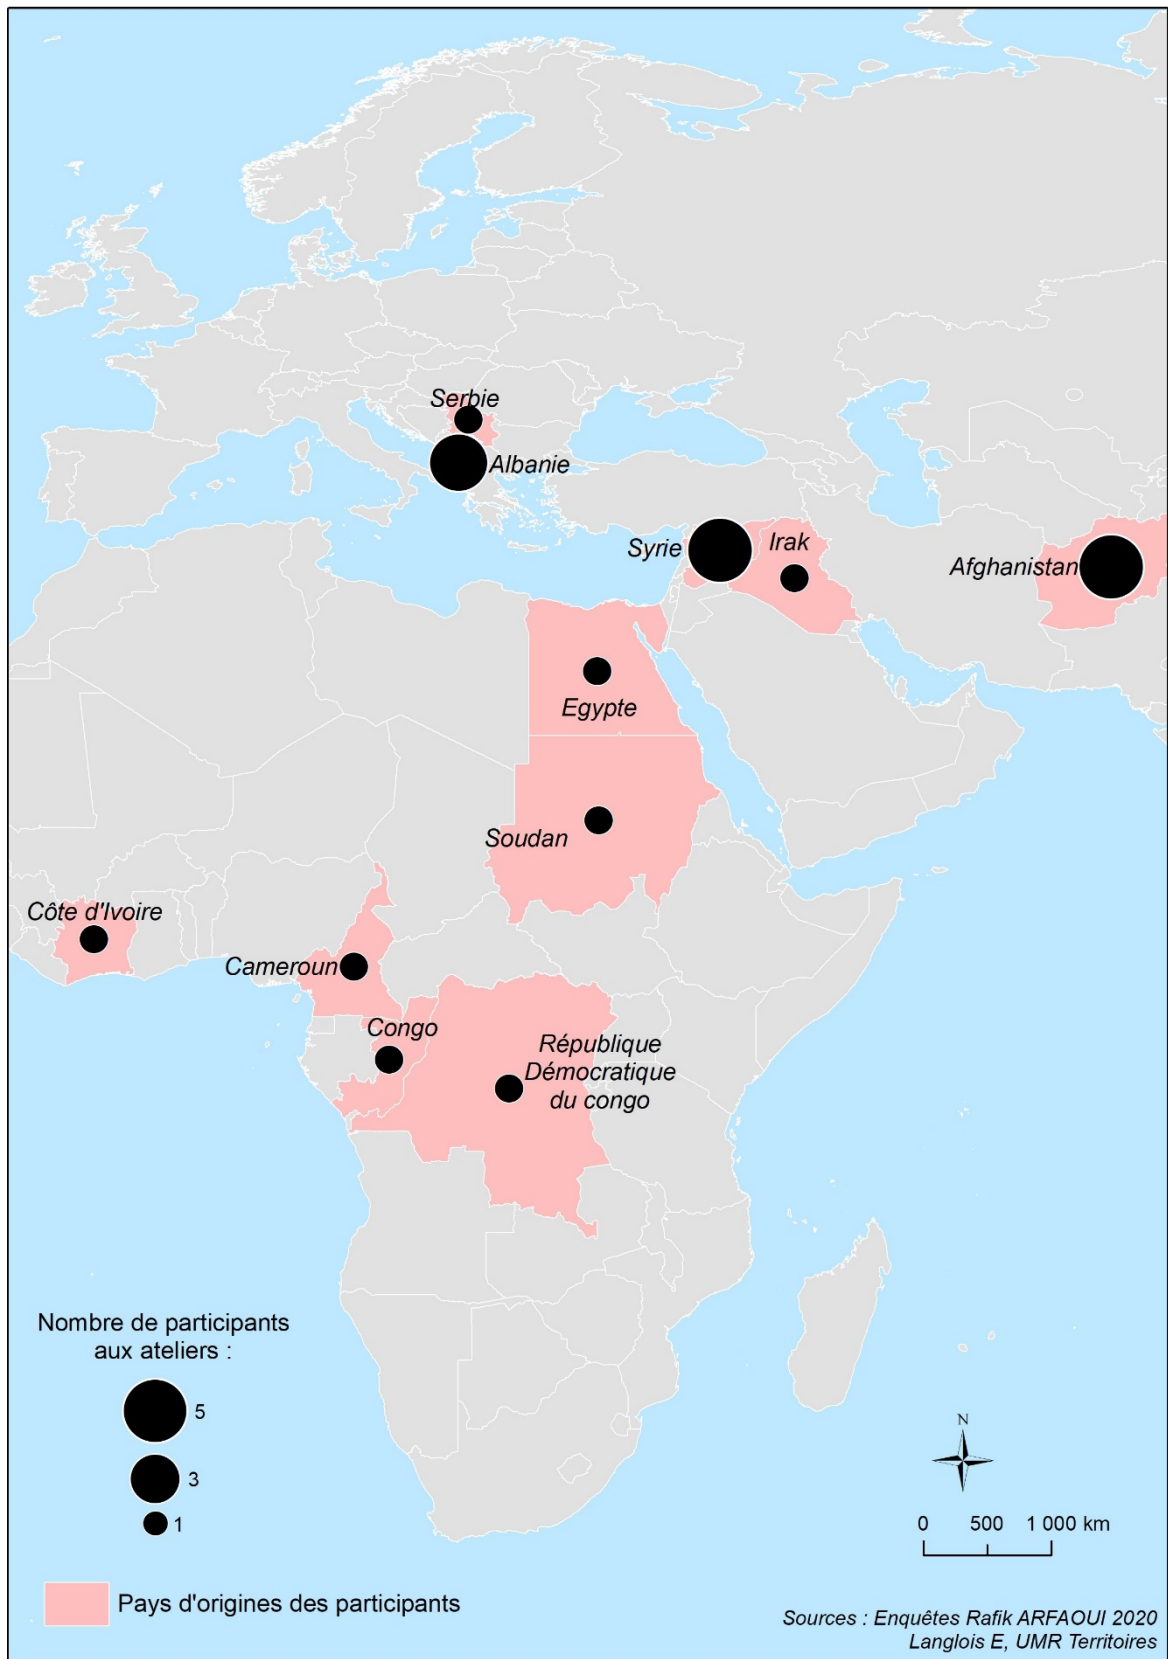 Serbie
Albanie
Syrie
Irak
Afghanistan
Egypte
Soudan
Côte d'Ivoire
Cameroun
Congo
République
Démocratique
du congo
Nombre de participants
aux ateliers :
5
3
1
N
0 500 1 000 km
Pays d'origines des participants
Sources : Enquêtes Rafik ARFAOUI 2020
Langlois E, UMR Territoires